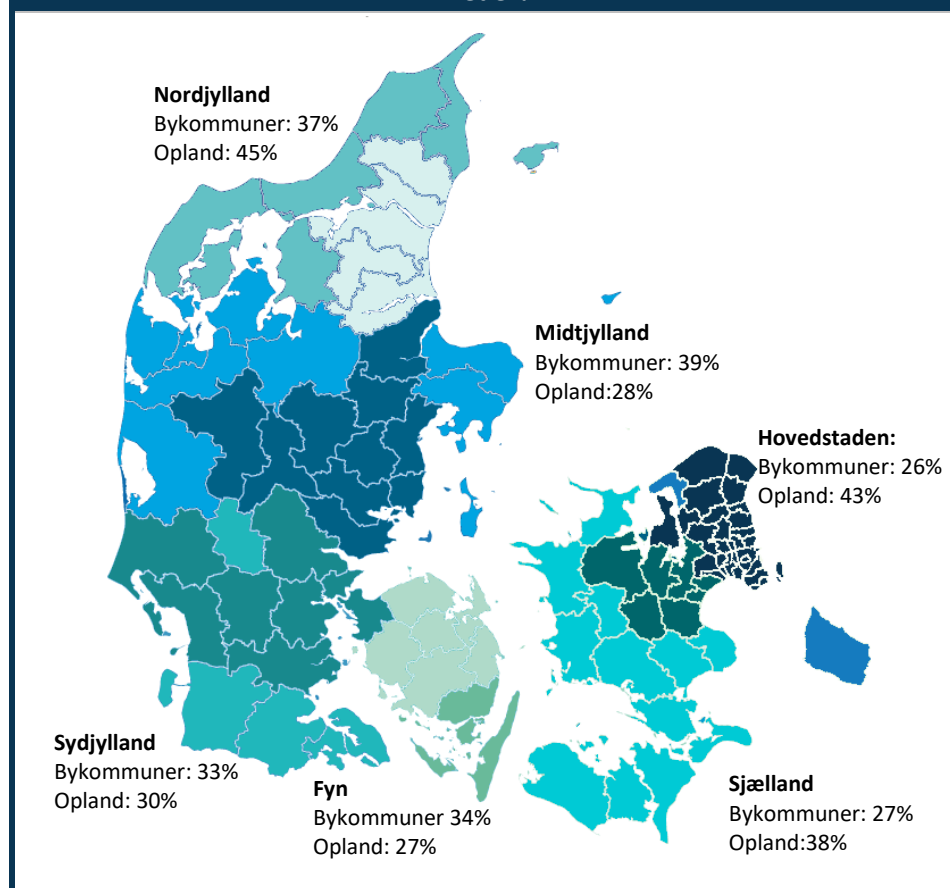 Nordjylland
Bykommuner: 37%
Opland: 45%
Midtjylland
Bykommuner: 39%
Opland:28%
Hovedstaden:
Bykommuner: 26%
Opland: 43%
Sydjylland
Bykommuner: 33%
Opland: 30%
Fyn
Bykommuner 34%
Opland: 27%
Sjælland
Bykommuner: 27%
Opland:38%